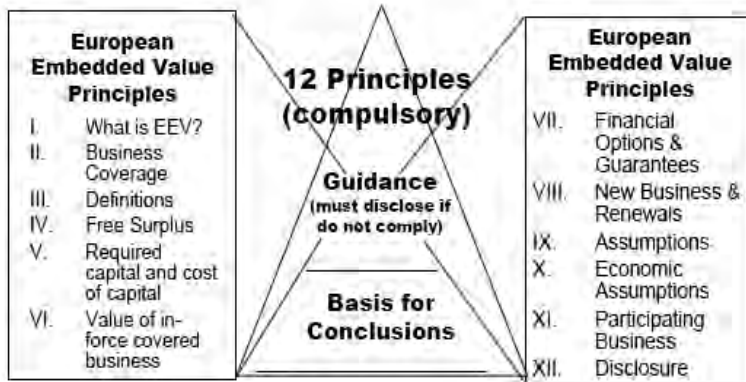 European
Embedded Value
Principles
I. What is EEV?
II. Business
Coverage
III. Definitions
IV. Free Surplus
V. Required
capital and cost
of capital
VI. Value of in-
force covered
business
12 Principles
(compulsory)
Guidance
(must disclose if
do not comply)
Basis for
Conclusions
European
Embedded Value
Principles
VII. Financial
Options &
Guarantees
VIII. New Business &
Renewals
IX. Assumptions
X. Economic
Assumptions
XI. Participating
Business
XII. Disclosure